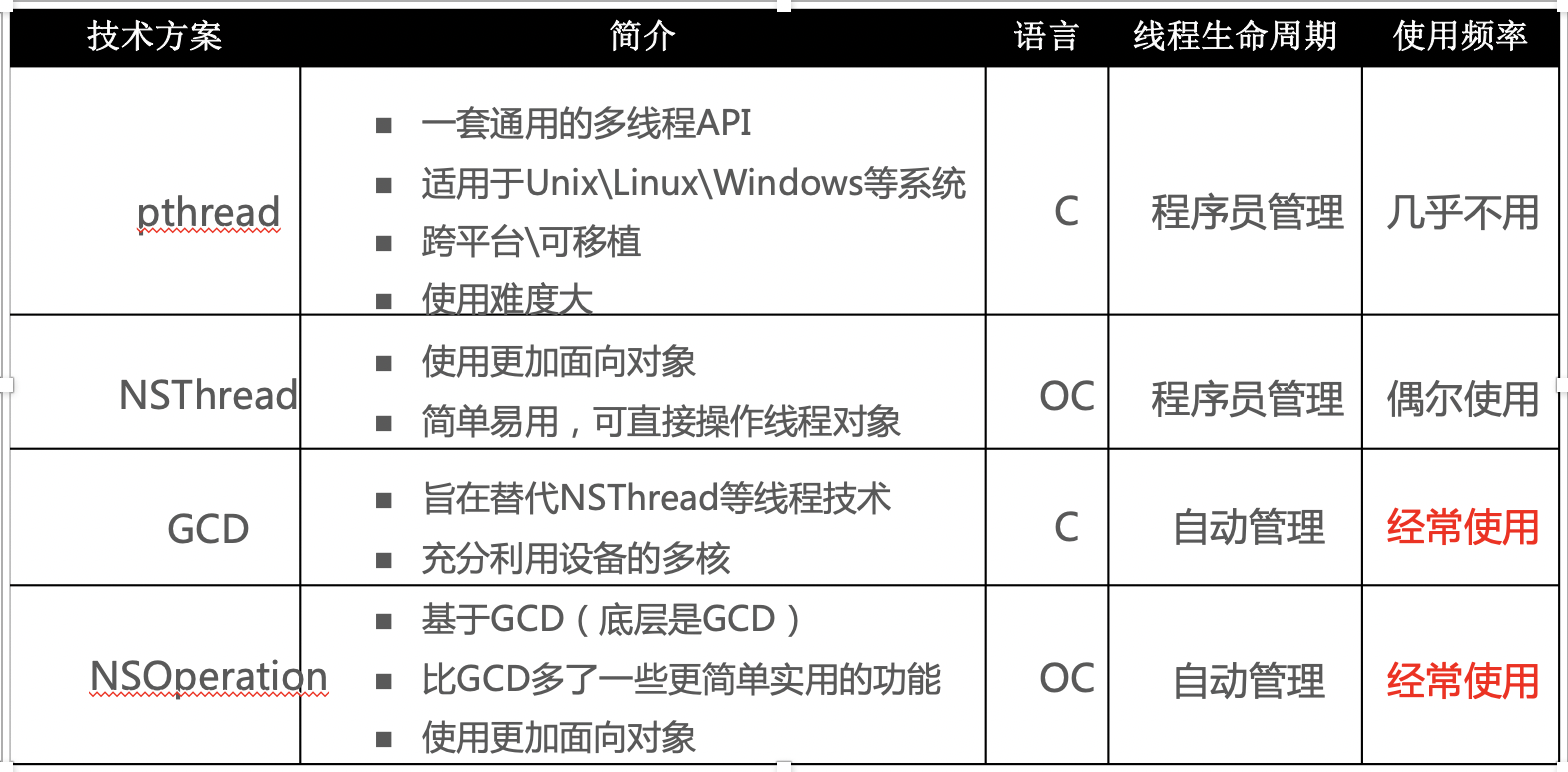 技术方案 简介 语言 线程生命周期 使用频率
pthread
一套通用的多线程API
适用于Unix\Linux\Windows等系统
跨平台\可移植
使用难度大
C
程序员管理
几乎不用
NSThread
使用更加面向对象
简单易用，可直接操作线程对象
OC
程序员管理
偶尔使用
GCD
旨在替代NSThread等线程技术
充分利用设备的多核
C
自动管理
经常使用
NSOperation
基于GCD（底层是GCD）
比GCD多了一些更简单实用的功能
使用更加面向对象
OC
自动管理
经常使用